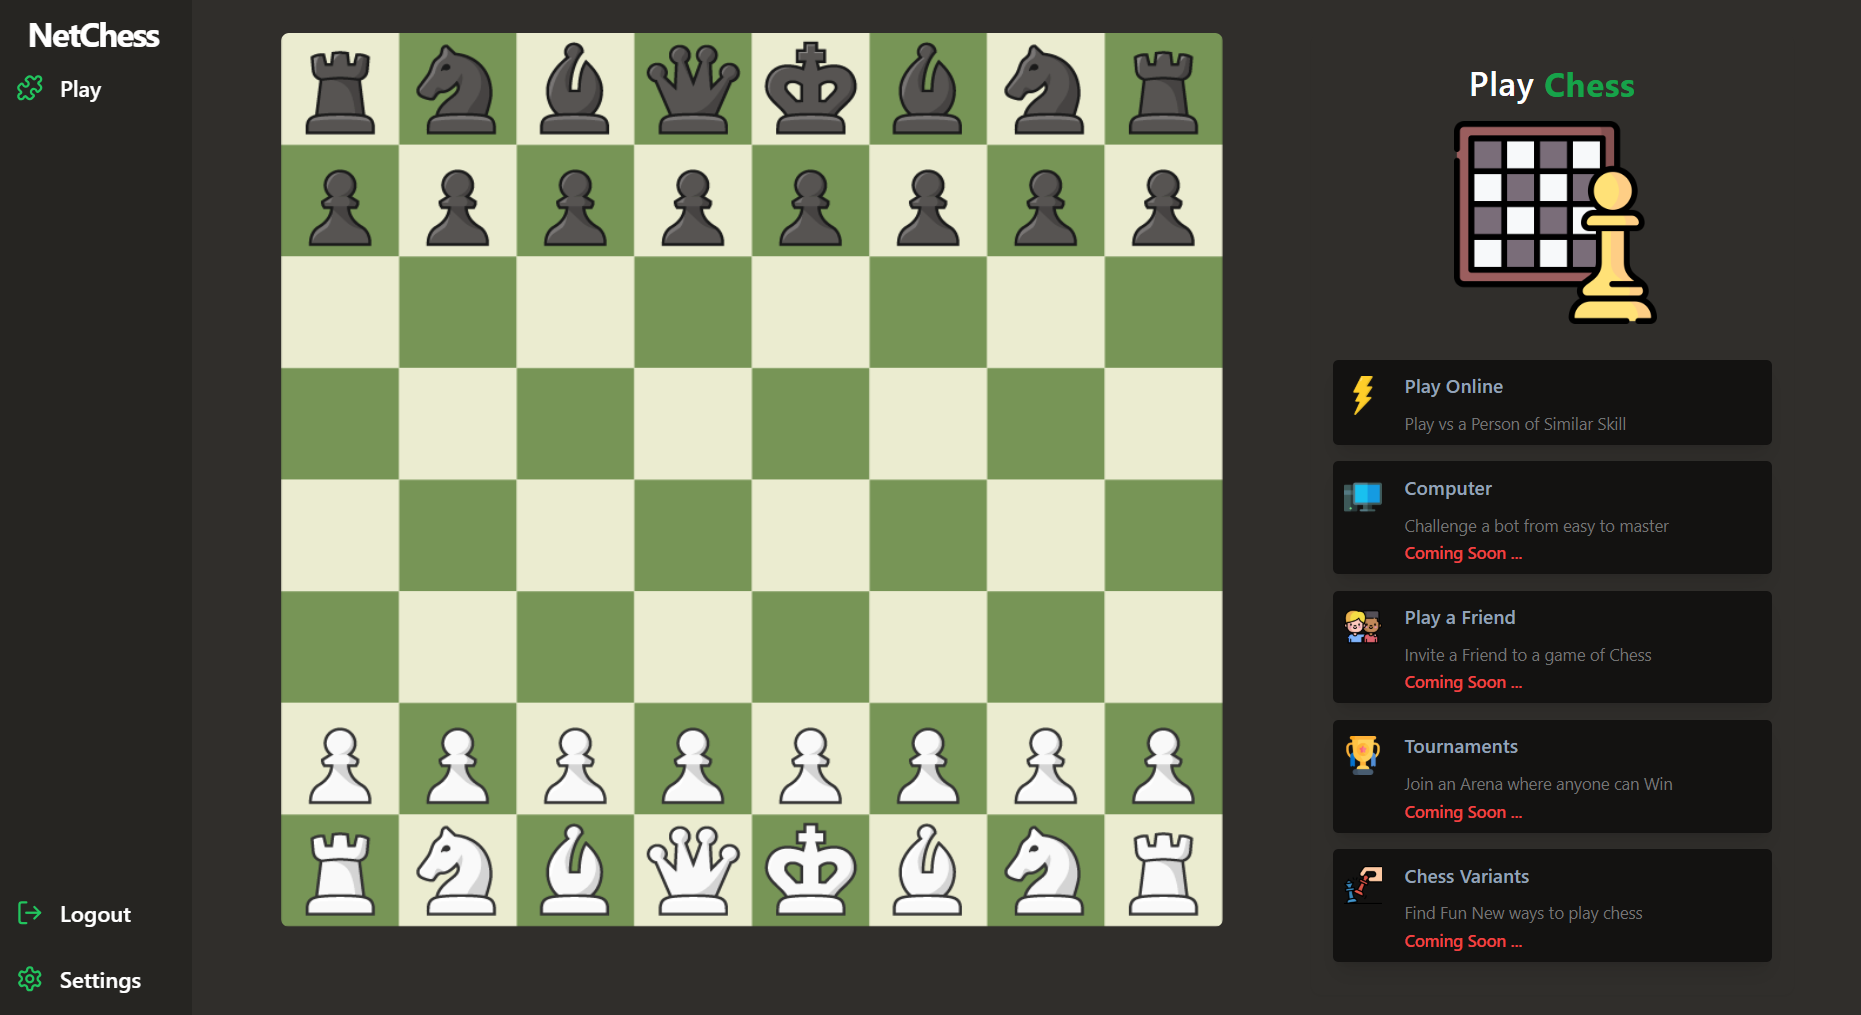 NetChess
Play
Logout
Settings
Play Chess
Play Online
Play vs a Person of Similar Skill
Computer
Challenge a bot from easy to master
Coming Soon ...
Play a Friend
Invite a Friend to a game of Chess
Coming Soon ...
Tournaments
Join an Arena where anyone can Win
Coming Soon ...
Chess Variants
Find Fun New ways to play chess
Coming Soon ...